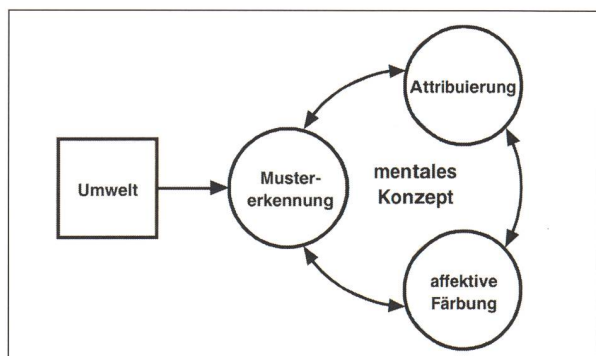 Attribuierung
Umwelt
Muster-
erkennung
mentales
Konzept
affektive
Färbung